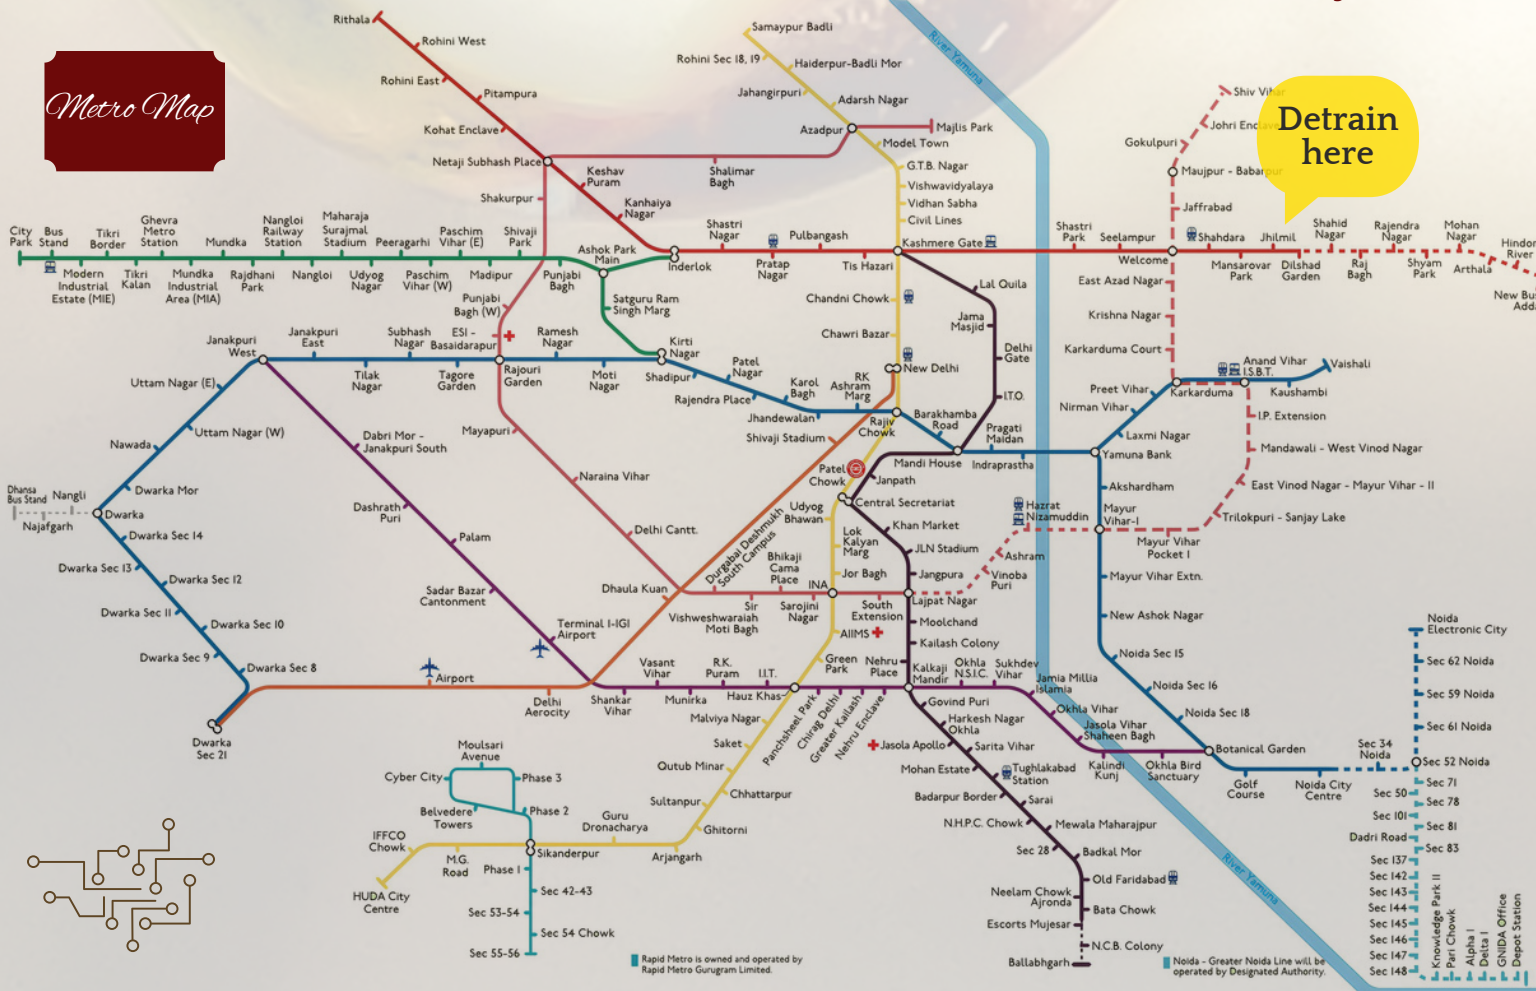 Metro Map
Detrain
here
River Yamuna
Rithala
Rohini West
Rohini East
Pitampura
Kohat Enclave
Netaji Subhash Place
Keshav
Puram
Kanhaiya
Nagar
Shakurpur
Shalimar
Bagh
Samaypur Badli
Rohini Sec 18, 19
Haiderpur-Badli Mor
Jahangirpuri
Adarsh Nagar
Azadpur
Majlis Park
Model Town
G.T.B. Nagar
Vishwavidyalaya
Vidhan Sabha
Civil Lines
Kashmere Gate
Shiv Vihar
Johri Enclave
Gokulpuri
Maujpur - Babarpur
Jaffrabad
City
Park
Bus
Stand
Tikri
Border
Ghevra
Metro
Station
Mundka
Nangloi
Railway
Station
Maharaja
Surajmal
Stadium
Peeragarhi
Paschim
Vihar (E)
Shivaji
Park
Modern
Industrial
Estate (MIE)
Tikri
Kalan
Mundka
Industrial
Area (MIA)
Rajdhani
Park
Nangloi
Udyog
Nagar
Paschim
Vihar (W)
Madipur
Punjabi
Bagh
Ashok Park
Main
Inderlok
Shastri
Nagar
Pratap
Nagar
Pulbangash
Tis Hazari
Shastri
Park
Seelampur
Welcome
Shahdara
Mansarovar
Park
Jhilmil
Dilshad
Garden
Shahid
Nagar
Raj
Bagh
Rajendra
Nagar
Shyam
Park
Mohan
Nagar
Arthala
Hindon
River
New Bus
Adda
Punjabi
Bagh (W)
Satguru Ram
Singh Marg
Kirti
Nagar
Janakpuri
West
Janakpuri
East
Tilak
Nagar
Subhash
Nagar
Tagore
Garden
ESI -
Basaidarapur
Rajouri
Garden
Ramesh
Nagar
Moti
Nagar
Shadipur
Patel
Nagar
Rajendra Place
Karol
Bagh
Jhandewalan
RK
Ashram
Marg
Rajiv
Chowk
Barakhamba
Road
Mandi House
Pragati
Maidan
Indraprastha
Yamuna Bank
Chandni Chowk
Chawri Bazar
New Delhi
Lal Quila
Jama
Masjid
Delhi
Gate
I.T.O.
East Azad Nagar
Krishna Nagar
Karkarduma Court
Karkarduma
Anand Vihar
I.S.B.T.
Kaushambi
Vaishali
Preet Vihar
Nirman Vihar
Laxmi Nagar
I.P. Extension
Mandawali - West Vinod Nagar
East Vinod Nagar - Mayur Vihar - II
Trilokpuri - Sanjay Lake
Mayur Vihar
Pocket I
Akshardham
Mayur
Vihar-I
Mayur Vihar Extn.
New Ashok Nagar
Noida Sec 15
Noida Sec 16
Noida Sec 18
Botanical Garden
Golf
Course
Noida City
Centre
Sec 34
Noida
Sec 52 Noida
Sec 61 Noida
Sec 59 Noida
Sec 62 Noida
Noida
Electronic City
Uttam Nagar (E)
Uttam Nagar (W)
Nawada
Dwarka Mor
Dhansa
Bus Stand
Nangli
Najafgarh
Dwarka
Dwarka Sec 14
Dwarka Sec 13
Dwarka Sec 12
Dwarka Sec 11
Dwarka Sec 10
Dwarka Sec 9
Dwarka Sec 8
Dwarka
Sec 21
Dabri Mor -
Janakpuri South
Dashrath
Puri
Palam
Sadar Bazar
Cantonment
Terminal I-IGI
Airport
Airport
Delhi
Aerocity
Shankar
Vihar
Vasant
Vihar
Munirka
R.K.
Puram
I.I.T.
Hauz Khas
Mayapuri
Naraina Vihar
Delhi Cantt.
Shivaji Stadium
Dhaula Kuan
Durgabai Deshmukh
South Campus
Vishweshwaraiah
Moti Bagh
Sir
Bhikaji
Cama
Place
Sarojini
Nagar
INA
South
Extension
Lajpat Nagar
Vinoba
Puri
Ashram
Hazrat
Nizamuddin
Patel
Chowk
Janpath
Central Secretariat
Udyog
Bhawan
Lok
Kalyan
Marg
Jor Bagh
Khan Market
JLN Stadium
Jangpura
Moolchand
Kailash Colony
AIIMS
Green
Park
Nehru
Place
Kalkaji
Mandir
Okhla
N.S.I.C.
Sukhdev
Vihar
Jamia Millia
Islamia
Okhla Vihar
Jasola Vihar
Shaheen Bagh
Kalindi
Kunj
Okhla Bird
Sanctuary
Panchsheel Park
Chirag Delhi
Greater Kailash
Nehru Enclave
Malviya Nagar
Saket
Qutub Minar
Chhattarpur
Sultanpur
Ghitorni
Arjangarh
Guru
Dronacharya
Sikanderpur
M.G.
Road
IFFCO
Chowk
HUDA City
Centre
Moulsari
Avenue
Cyber City
Phase 3
Belvedere
Towers
Phase 2
Phase 1
Sec 42-43
Sec 53-54
Sec 54 Chowk
Sec 55-56
Govind Puri
Harkesh Nagar
Okhla
Jasola Apollo
Sarita Vihar
Mohan Estate
Tughlakabad
Station
Badarpur Border
Sarai
N.H.P.C. Chowk
Mewala Maharajpur
Sec 28
Badkal Mor
Old Faridabad
Neelam Chowk
Ajronda
Bata Chowk
Escorts Mujesar
N.C.B. Colony
Ballabhgarh
Sec 71
Sec 50
Sec 78
Sec 101
Sec 81
Dadri Road
Sec 83
Sec 137
Sec 142
Sec 143
Sec 144
Sec 145
Sec 146
Sec 147
Sec 148
Knowledge Park II
Pari Chowk
Alpha I
Delta I
GNIDA Office
Depot Station
River Yamuna
Rapid Metro is owned and operated by
Rapid Metro Gurugram Limited.
Noida - Greater Noida Line will be
operated by Designated Authority.